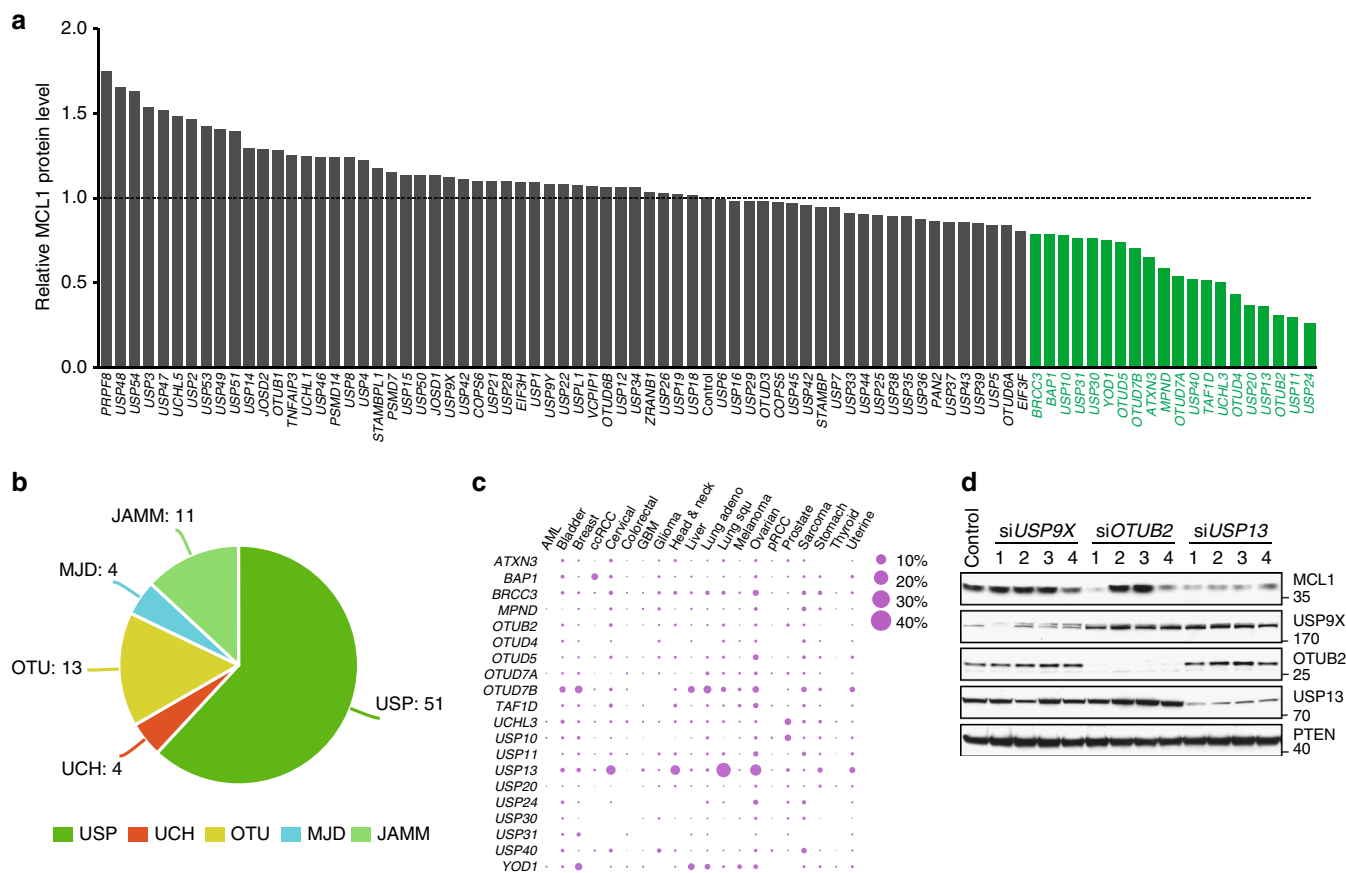 a
Relative MCL1 protein level
2.0
1.5
1.0
0.5
0.0
PRPF8 USP48 USP54 USP3 USP47 UCHL5 USP2 USP53 USP49 USP51 USP14 JOSD2 OTUB1 TNFAIP3 UCHL1 USP46 PSMD14 USP8 USP4 STAMBPL1 PSMD7 USP15 USP50 JOSD1 USP9X USP42 COPS6 USP21 USP28 EIF3H USP1 USP9Y USP22 USPL1 VCPIP1 OTUD6B USP12 USP34 ZRANB1 USP26 USP19 USP18 Control USP6 USP16 USP29 OTUD3 COPS5 USP45 USP42 STAMBP USP7 USP33 USP44 USP25 USP38 USP35 USP36 PAN2 USP37 USP43 USP39 USP5 OTUD6A EIF3F BRCC3 BAP1 USP10 USP31 USP30 YOD1 OTUD5 OTUD7B ATXN3 MPND OTUD7A USP40 TAF1D UCHL3 OTUD4 USP20 USP13 OTUB2 USP11 USP24
b
JAMM: 11
MJD: 4
OTU: 13
UCH: 4
USP: 51
USP UCH OTU MJD JAMM
c
AML Bladder Breast ccRCC Cervical Colorectal GBM Glioma Head & neck Liver Lung adeno Lung squ Melanoma Ovarian pRCC Prostate Sarcoma Stomach Thyroid Uterine
ATXN3
BAP1
BRCC3
MPND
OTUB2
OTUD4
OTUD5
OTUD7A
OTUD7B
TAF1D
UCHL3
USP10
USP11
USP13
USP20
USP24
USP30
USP31
USP40
YOD1
10%
20%
30%
40%
d
Control
siUSP9X siOTUB2 siUSP13
1 2 3 4 1 2 3 4 1 2 3 4
MCL1
35
USP9X
170
OTUB2
25
USP13
70
PTEN
40